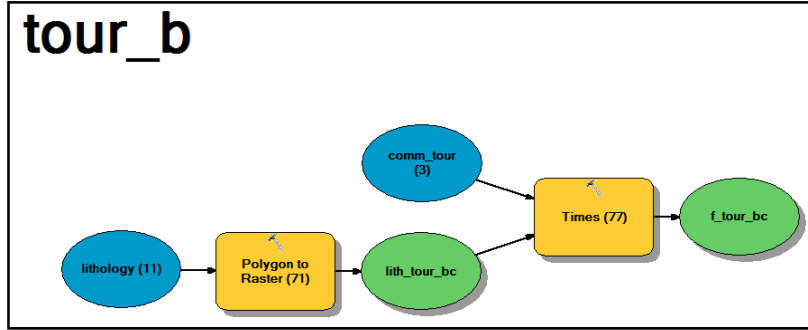 tour_b
comm_tour
(3)
Times (77)
f_tour_bc
lithology (11)
Polygon to
Raster (71)
lith_tour_bc